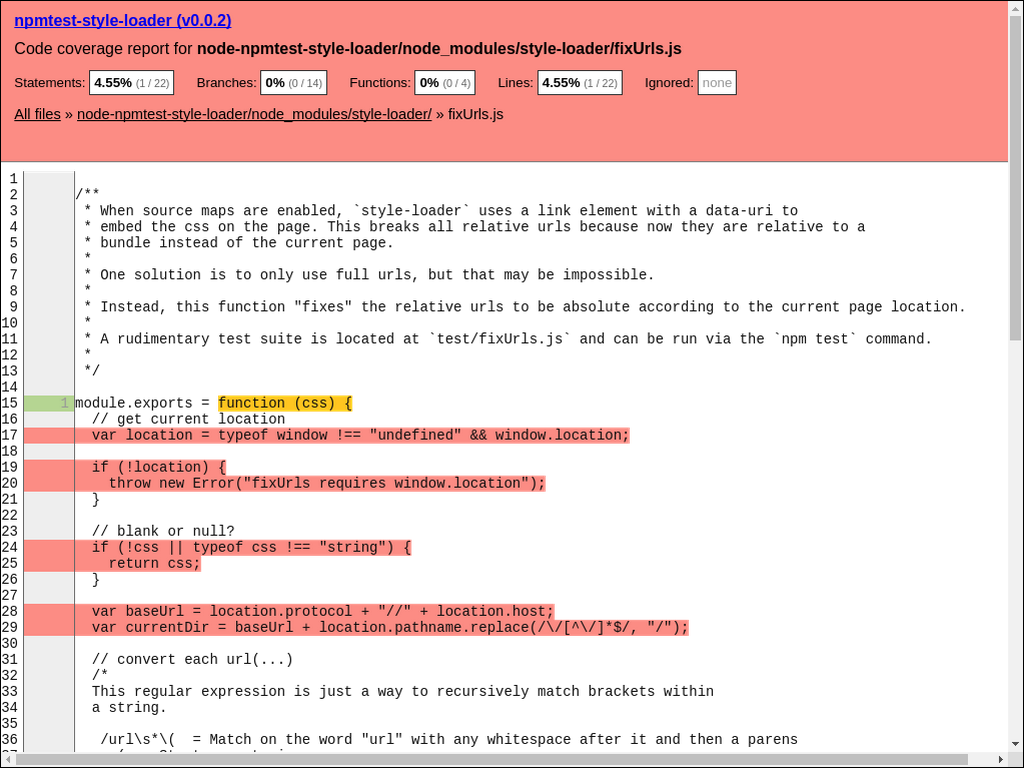 npmtest-style-loader (v0.0.2)
Code coverage report for node-npmtest-style-loader/node_modules/style-loader/fixUrls.js
Statements: 4.55% (1 / 22) Branches: 0% (0 / 14) Functions: 0% (0 / 4) Lines: 4.55% (1 / 22) Ignored: none
All files » node-npmtest-style-loader/node_modules/style-loader/ » fixUrls.js
1
2 /**
3  * When source maps are enabled, `style-loader` uses a link element with a data-uri to
4  * embed the css on the page. This breaks all relative urls because now they are relative to a
5  * bundle instead of the current page.
6  *
7  * One solution is to only use full urls, but that may be impossible.
8  *
9  * Instead, this function "fixes" the relative urls to be absolute according to the current page location.
10  *
11  * A rudimentary test suite is located at `test/fixUrls.js` and can be run via the `npm test` command.
12  *
13  */
14
15 1 module.exports = function (css) {
16   // get current location
17   var location = typeof window !== "undefined" && window.location;
18
19   if (!location) {
20     throw new Error("fixUrls requires window.location");
21   }
22
23   // blank or null?
24   if (!css || typeof css !== "string") {
25     return css;
26   }
27
28   var baseUrl = location.protocol + "//" + location.host;
29   var currentDir = baseUrl + location.pathname.replace(/\/[^\/]*$/, "/");
30
31   // convert each url(...)
32   /*
33   This regular expression is just a way to recursively match brackets within
34   a string.
35
36    /url\s*\(  = Match on the word "url" with any whitespace after it and then a parens